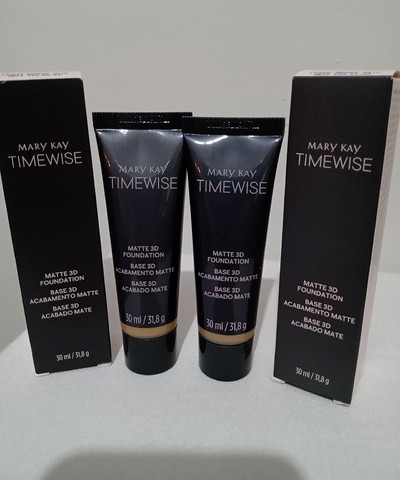 MARY KAY
TIMEWISE
MATTE 3D
FOUNDATION
BASE 3D
ACABAMENTO MATTE
BASE 3D
ACABADO MATE
30 ml / 31,8 g
MARY KAY
TIMEWISE
MATTE 3D
FOUNDATION
BASE 3D
ACABAMENTO MATTE
BASE 3D
ACABADO MATE
30 ml / 31,8 g
MARY KAY
TIMEWISE
MATTE 3D
FOUNDATION
BASE 3D
ACABAMENTO MATTE
BASE 3D
ACABADO MATE
30 ml / 31,8 g
MARY KAY
TIMEWISE
MATTE 3D
FOUNDATION
BASE 3D
ACABAMENTO MATTE
BASE 3D
ACABADO MATE
30 ml / 31,8 g